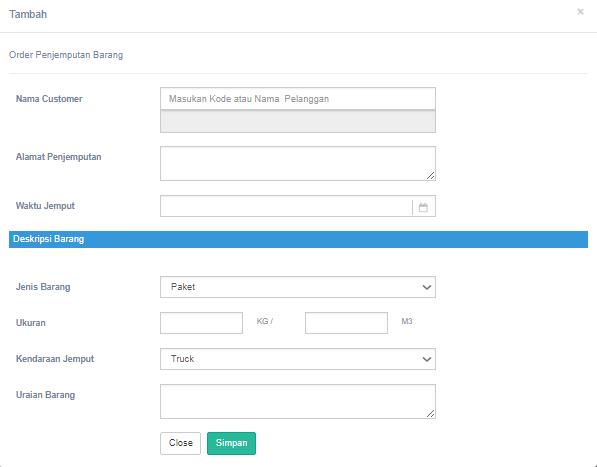 Tambah
×
Order Penjemputan Barang
Nama Customer
Masukan Kode atau Nama Pelanggan
Alamat Penjemputan
Waktu Jemput
Deskripsi Barang
Jenis Barang
Paket
Ukuran
KG /
M3
Kendaraan Jemput
Truck
Uraian Barang
Close
Simpan